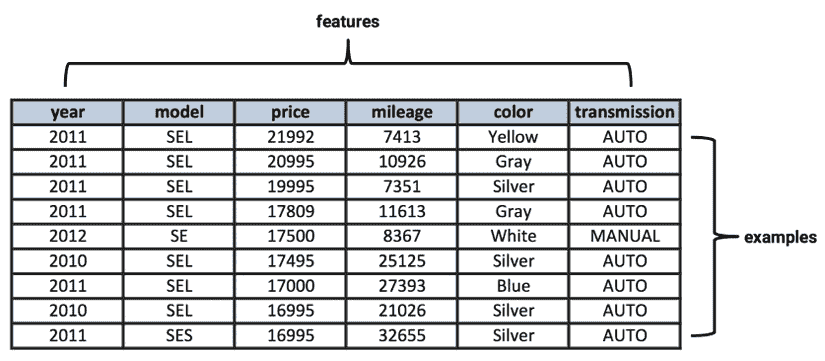 features
year model price mileage color transmission
2011 SEL 21992 7413 Yellow AUTO
2011 SEL 20995 10926 Gray AUTO
2011 SEL 19995 7351 Silver AUTO
2011 SEL 17809 11613 Gray AUTO
2012 SE 17500 8367 White MANUAL
2010 SEL 17495 25125 Silver AUTO
2011 SEL 17000 27393 Blue AUTO
2010 SEL 16995 21026 Silver AUTO
2011 SES 16995 32655 Silver AUTO
examples